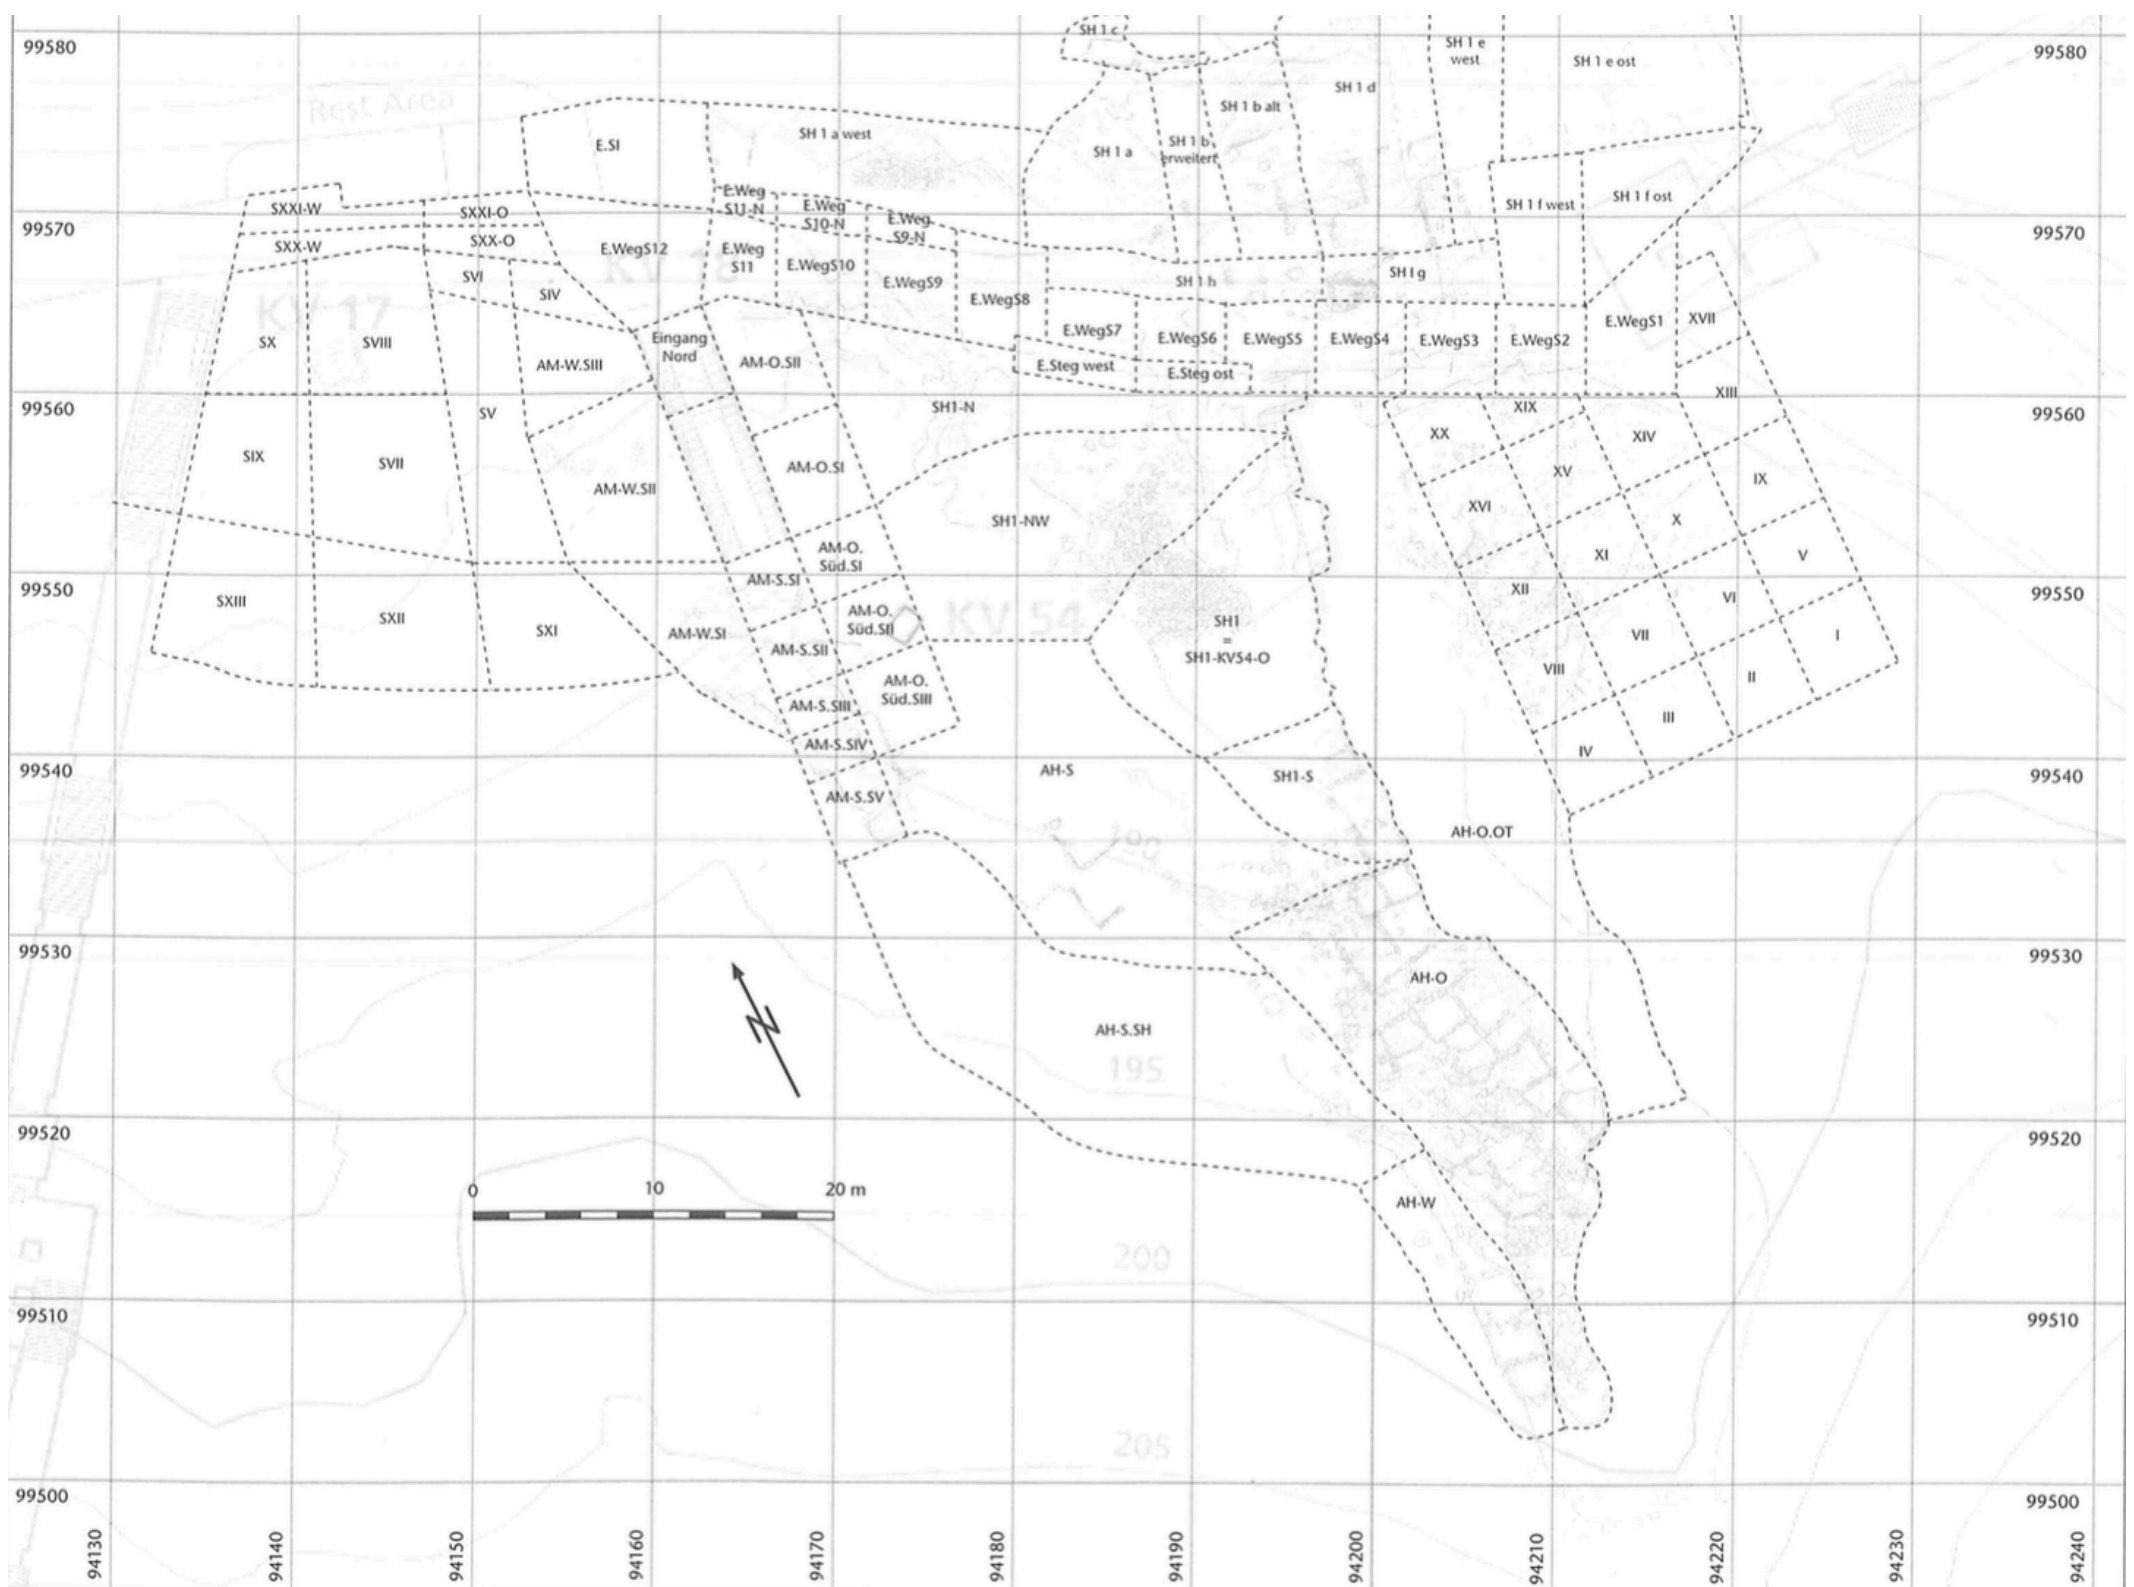 SH 1 c
99580
SH 1 e
west
SH 1 e ost
99580
SH 1 d
Rest Area
SH 1 b alt
SH 1 a west
E.SI
SH 1 a
SH 1 b
erweitert
E.Weg
S11-N
E.Weg
S10-N
E.Weg
S9-N
SH 1 f west
SH 1 f ost
SXXI-W
SXXI-O
99570
99570
SXX-W
SXX-O
E.WegS12
KV 18
E.Weg
S11
E.WegS10
E.WegS9
E.WegS8
SH 1 h
SH I g
SVI
SIV
KV 17
E.WegS7
E.WegS6
E.WegS5
E.WegS4
E.WegS3
E.WegS2
E.WegS1
XVII
SX
SVIII
Eingang
Nord
AM-W.SIII
AM-O.SII
E.Steg west
E.Steg ost
XIII
99560
SV
SH1-N
XIX
99560
XX
XIV
SIX
SVII
AM-O.SI
XV
IX
AM-W.SII
XVI
SH1-NW
X
AM-O.
Süd.SI
XI
V
99550
AM-S.SI
XII
99550
SXIII
SXII
SXI
AM-W.SI
AM-O.
Süd.SII
KV 54
SH1
=
SH1-KV54-O
VI
VII
I
AM-S.SII
VIII
II
AM-O.
Süd.SIII
AM-S.SIII
III
AM-S.SIV
IV
99540
AH-S
SH1-S
99540
AM-S.SV
190
AH-O.OT
99530
99530
AH-O
AH-S.SH
195
99520
99520
0 10 20 m
AH-W
200
99510
99510
205
99500
99500
94130
94140
94150
94160
94170
94180
94190
94200
94210
94220
94230
94240